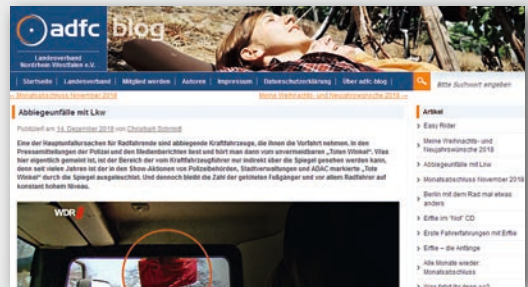 adfc blog
Landesverband
Nordrhein-Westfalen e.V.
Startseite | Landesverband | Mitglied werden | Autoren | Impressum | Datenschutzerklärung | Über adfc-blog |
Bitte Suchwort eingeben
← Monatsabschluss November 2018
Meine Weihnachts- und Neujahrswünsche 2018 →
Abbiegeunfälle mit Lkw
Publiziert am 14. Dezember 2018 von Christoph Schmidt
Eine der Hauptunfallursachen für Radfahrende sind abbiegende Kraftfahrzeuge, die ihnen die Vorfahrt nehmen. In den
Pressemitteilungen der Polizei und den Medienberichten liest und hört man dann vom unvermeidbaren „Toten Winkel“. Was
hier eigentlich gemeint ist, ist der Bereich der vom Kraftfahrzeugführer nur indirekt über die Spiegel gesehen werden kann,
denn seit vielen Jahren ist der in den Show-Aktionen von Polizeibehörden, Stadtverwaltungen und ADAC markierte „Tote
Winkel“ durch die Spiegel ausgeleuchtet. Und dennoch bleibt die Zahl der getöteten Fußgänger und vor allem Radfahrer auf
konstant hohem Niveau.
WDR
Artikel
Easy Rider
Meine Weihnachts- und
Neujahrswünsche 2018
Abbiegeunfälle mit Lkw
Monatsabschluss November 2018
Berlin mit dem Rad mal etwas
anders
Erste Fahrerfahrungen mit
Alle Monate wieder:
Monatsabschluss